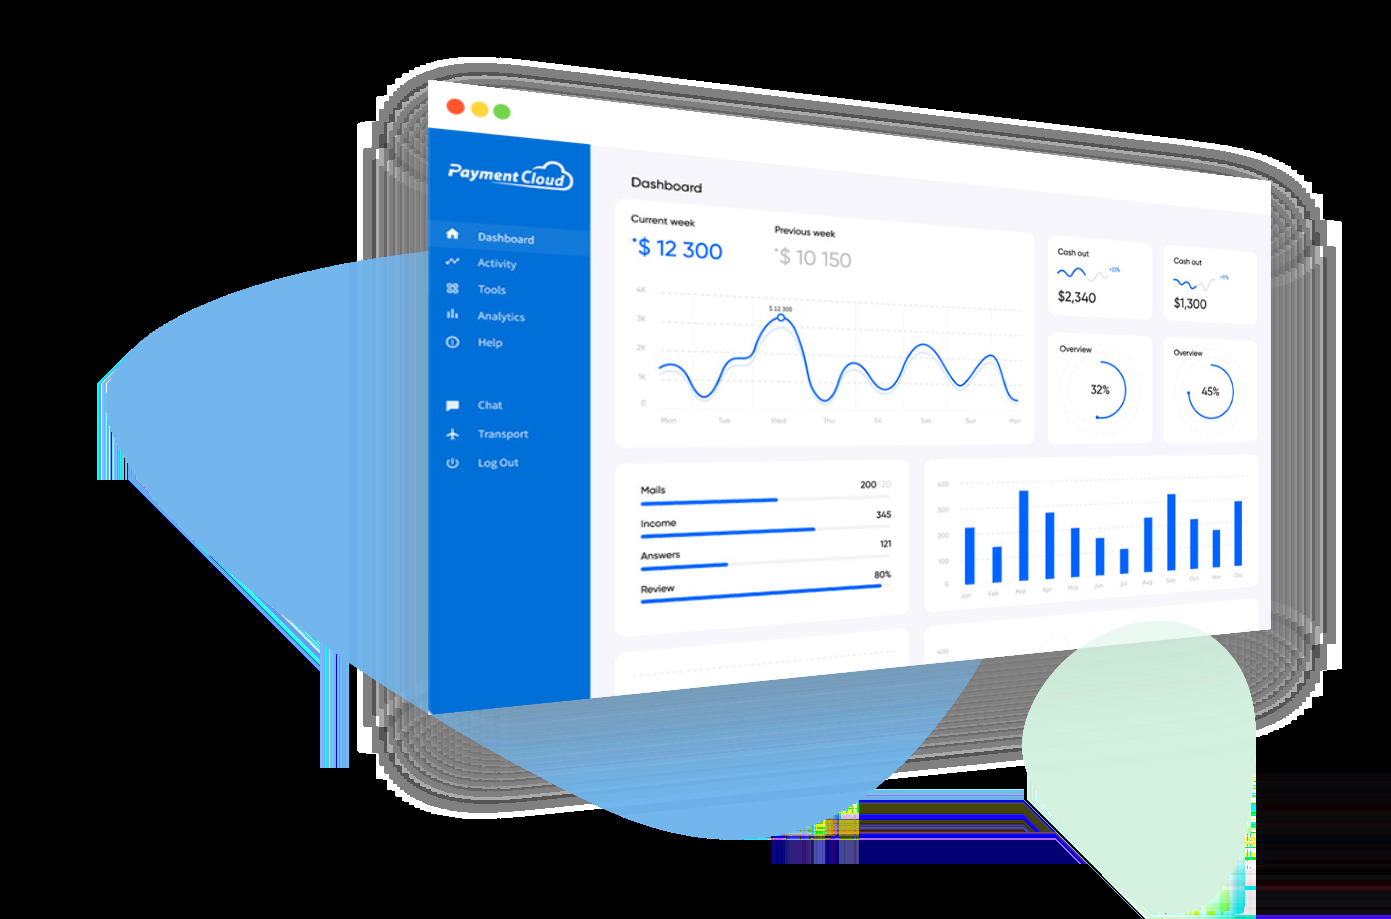 PaymentCloud
Dashboard
Activity
Tools
Analytics
Help
Chat
Transport
Log Out
Dashboard
Current week
$ 12 300
Previous week
$ 10 150
4K
3K
2K
1K
0
$ 12 300
Mon Tue Wed Thu Fri Sat Sun Mon
Cash out
$2,340
Cash out
$1,300
Overview
32%
Overview
45%
Mails 200 20
Income 345
Answers 121
Review 80%
400
300
200
100
0
Jan Feb Mar Apr May Jun Jul Aug Sep Oct Nov Dec
400